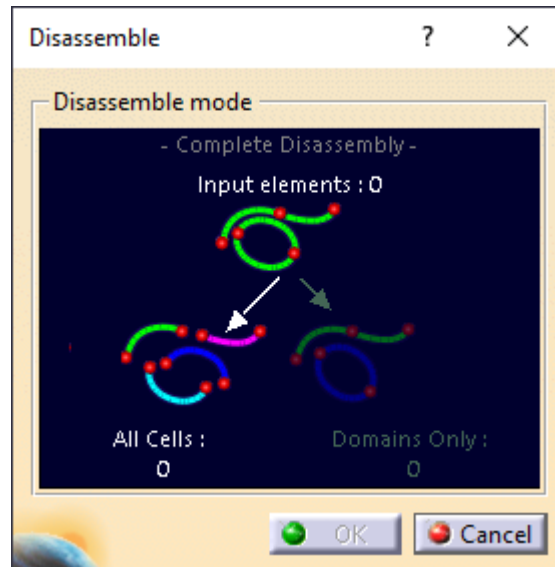 Disassemble ?
Disassemble mode
- Complete Disassembly -
Input elements : 0
All Cells : Domains Only :
0 0
OK Cancel